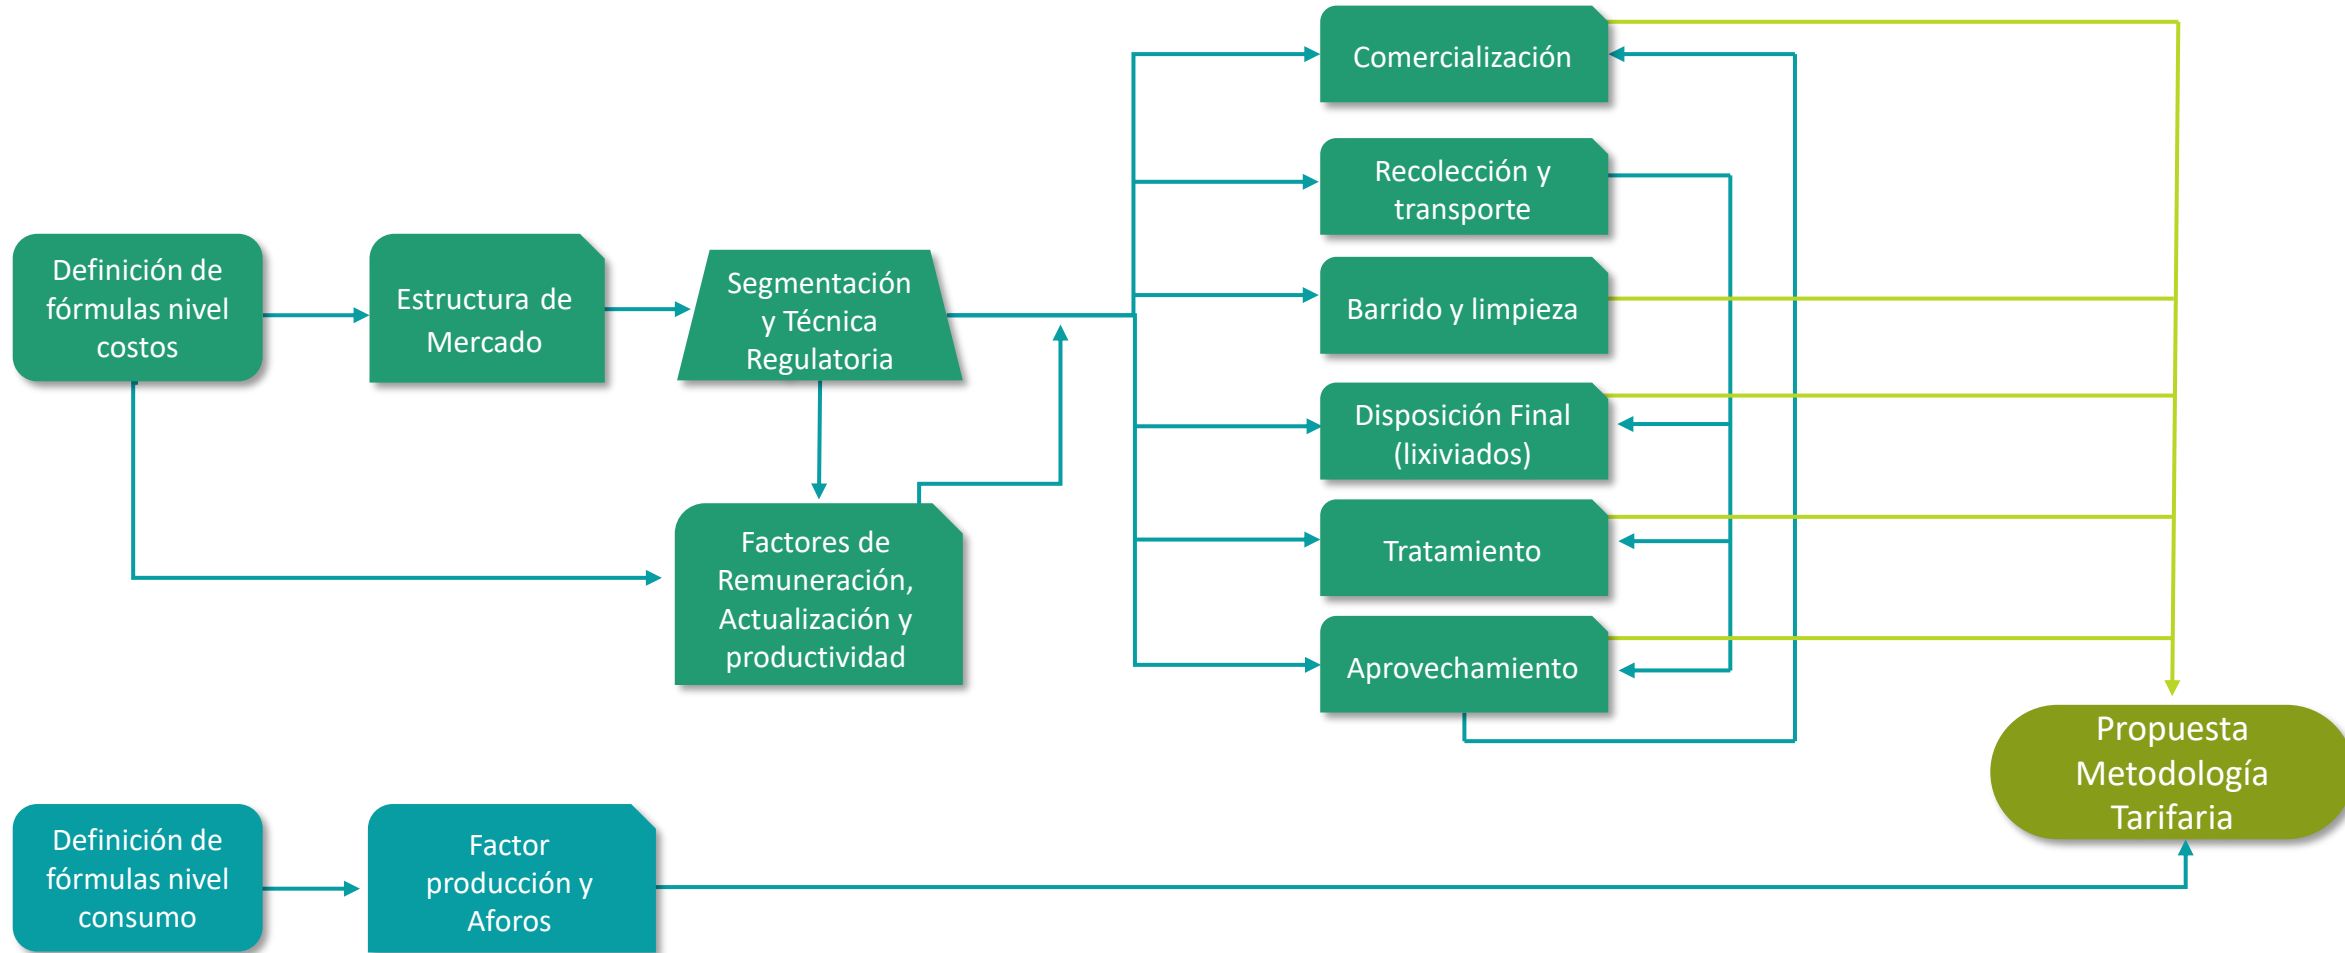 Definición de
fórmulas nivel
costos
Estructura de
Mercado
Segmentación
y Técnica
Regulatoria
Factores de
Remuneración,
Actualización y
productividad
Comercialización
Recolección y
transporte
Barrido y limpieza
Disposición Final
(lixiviados)
Tratamiento
Aprovechamiento
Propuesta
Metodología
Tarifaria
Definición de
fórmulas nivel
consumo
Factor
producción y
Aforos